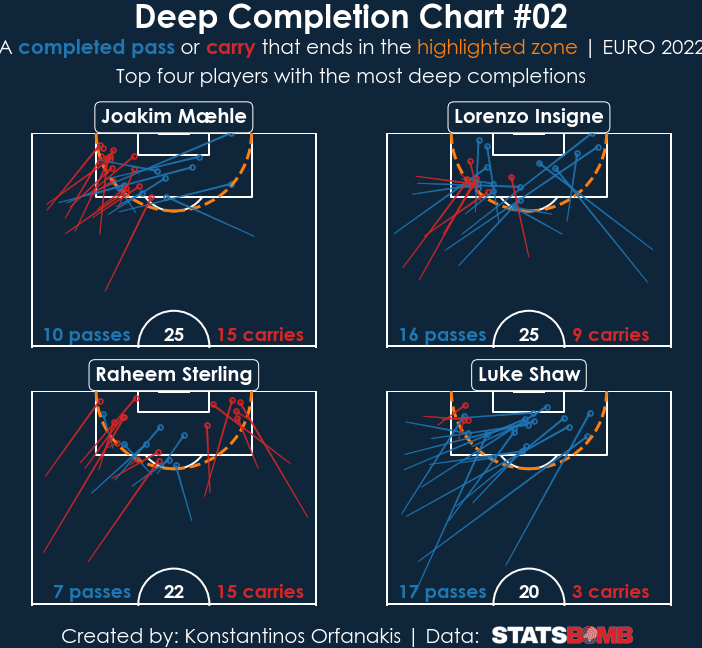 Deep Completion Chart #02
A completed pass or carry that ends in the highlighted zone | EURO 2022
Top four players with the most deep completions
Joakim Mæhle
Lorenzo Insigne
10 passes 25 15 carries
16 passes 25 9 carries
Raheem Sterling
Luke Shaw
7 passes 22 15 carries
17 passes 20 3 carries
Created by: Konstantinos Orfanakis | Data: STATSBOMB